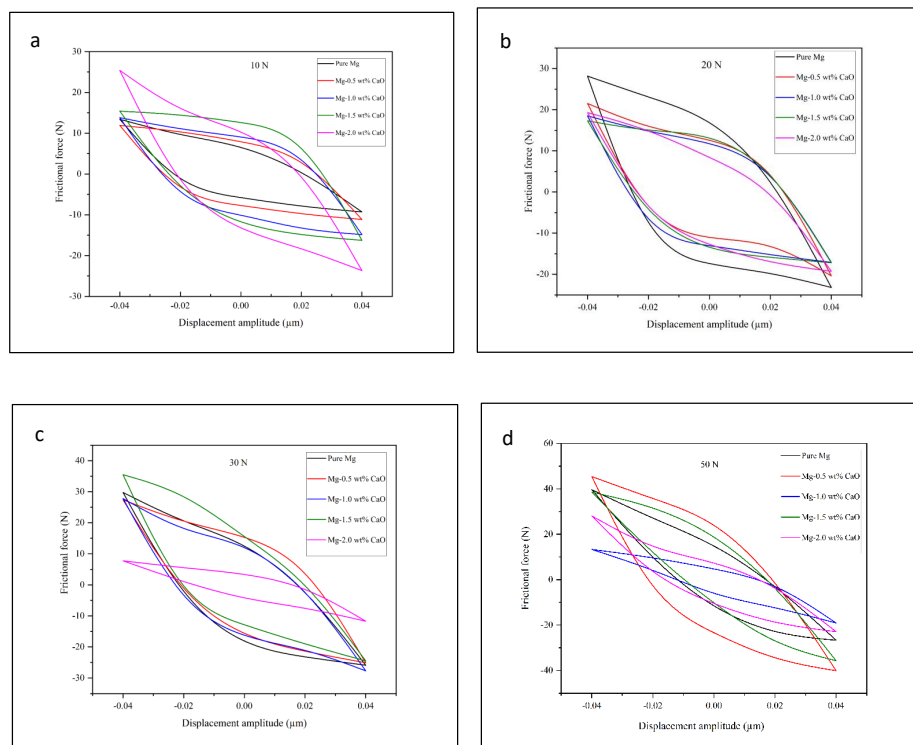 a
10 N
Pure Mg
Mg-0.5 wt% CaO
Mg-1.0 wt% CaO
Mg-1.5 wt% CaO
Mg-2.0 wt% CaO
Frictional force (N)
30
20
10
0
-10
-20
-30
-0.04 -0.02 0.00 0.02 0.04
Displacement amplitude (µm)
b
20 N
Pure Mg
Mg-0.5 wt% CaO
Mg-1.0 wt% CaO
Mg-1.5 wt% CaO
Mg-2.0 wt% CaO
Frictional force (N)
30
20
10
0
-10
-20
-0.04 -0.02 0.00 0.02 0.04
Displacement amplitude (µm)
c
30 N
Pure Mg
Mg-0.5 wt% CaO
Mg-1.0 wt% CaO
Mg-1.5 wt% CaO
Mg-2.0 wt% CaO
Frictional force (N)
40
30
20
10
0
-10
-20
-30
-0.04 -0.02 0.00 0.02 0.04
Displacement amplitude (µm)
d
50 N
Pure Mg
Mg-0.5 wt% CaO
Mg-1.0 wt% CaO
Mg-1.5 wt% CaO
Mg-2.0 wt% CaO
Frictional force (N)
60
40
20
0
-20
-40
-0.04 -0.02 0.00 0.02 0.04
Displacement amplitude (µm)